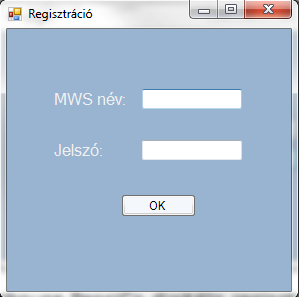 Regisztráció
MWS név:
Jelszó:
OK